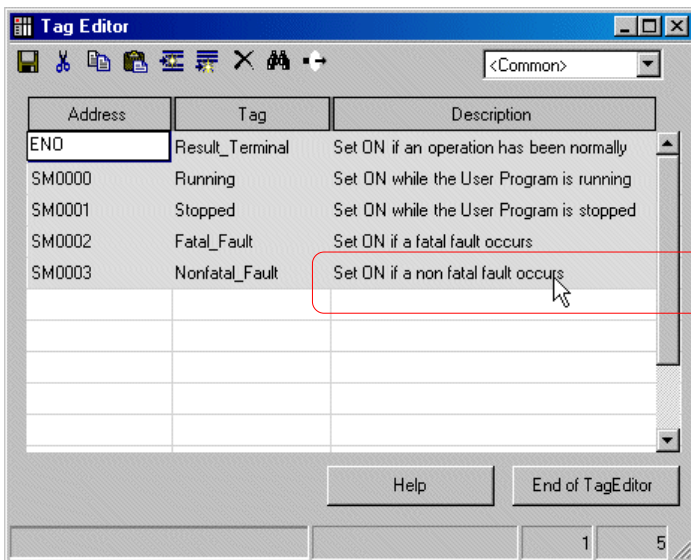 Tag Editor
<Common>
Address Tag Description
ENO Result_Terminal Set ON if an operation has been normally
SM0000 Running Set ON while the User Program is running
SM0001 Stopped Set ON while the User Program is stopped
SM0002 Fatal_Fault Set ON if a fatal fault occurs
SM0003 Nonfatal_Fault Set ON if a non fatal fault occurs
Help End of TagEditor
1 5